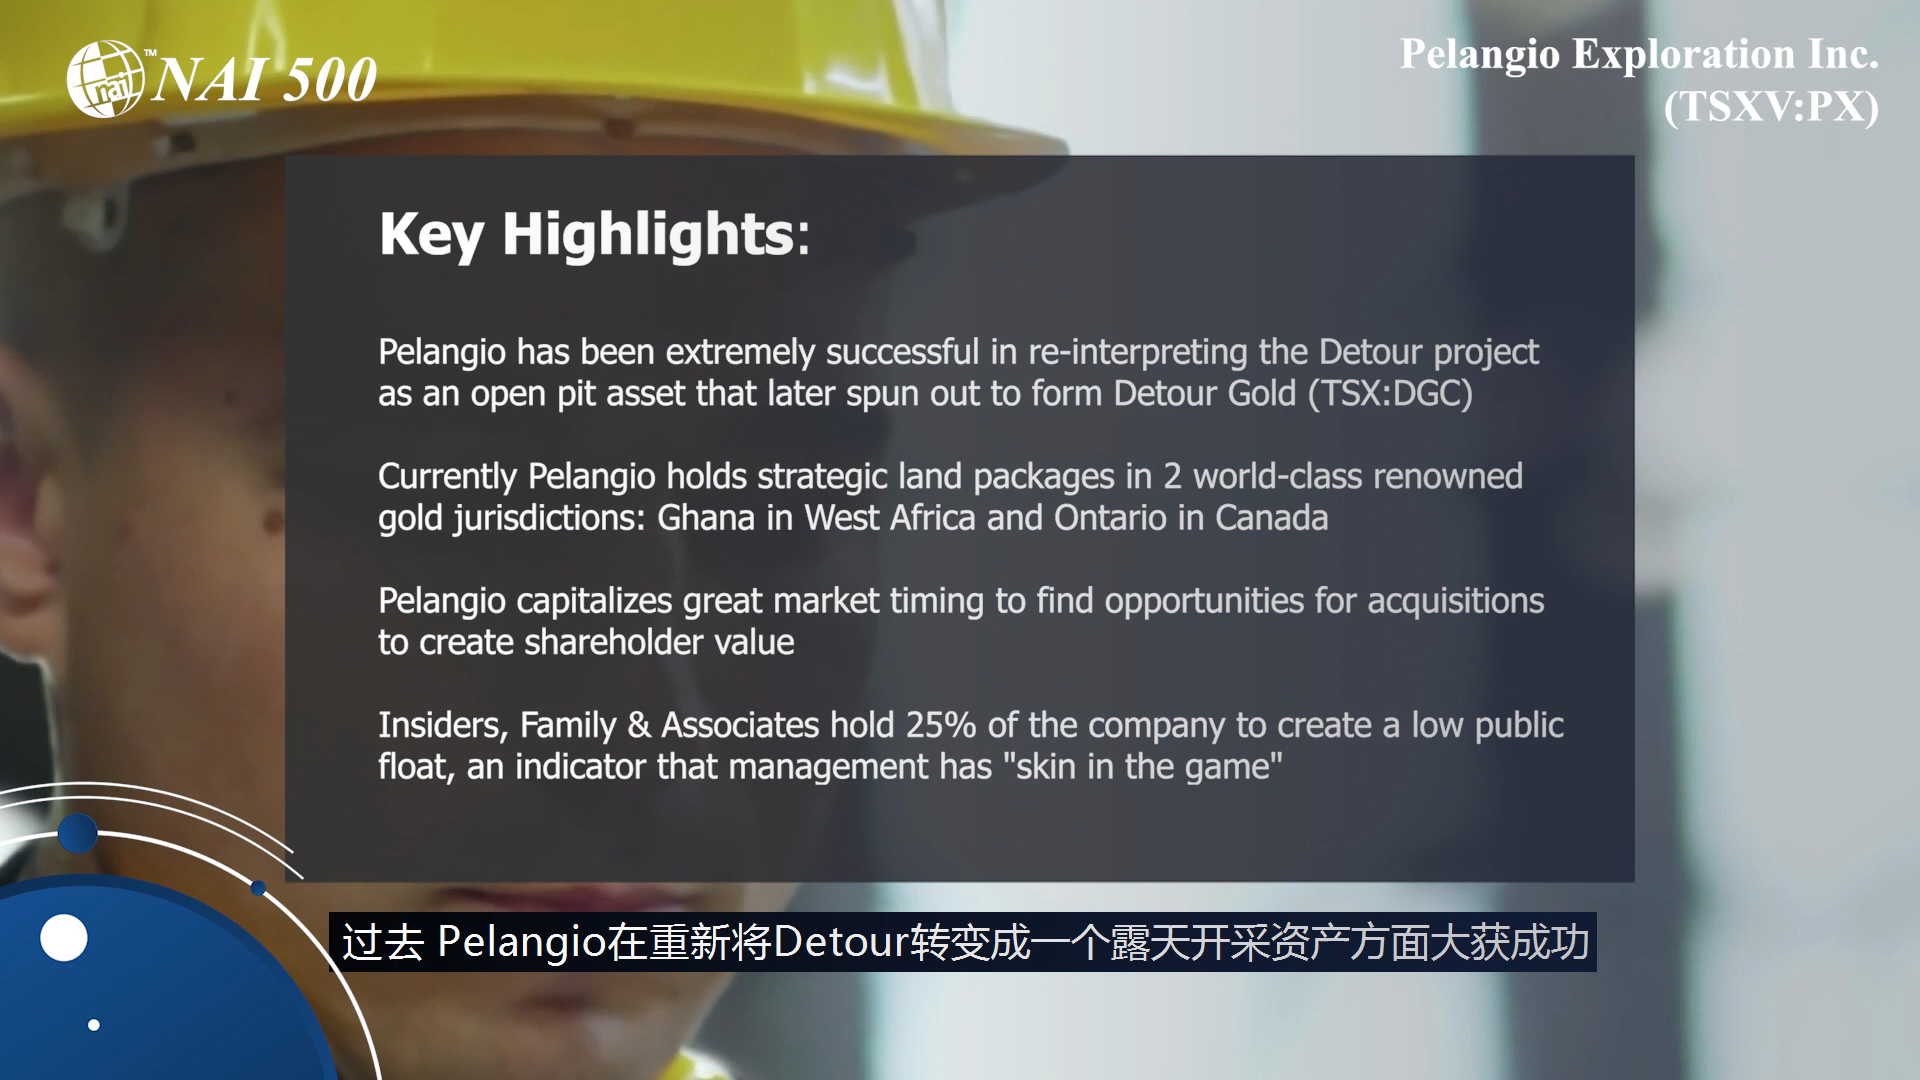 nai™ NAI 500
Pelangio Exploration Inc.
(TSXV:PX)
Key Highlights:
Pelangio has been extremely successful in re-interpreting the Detour project
as an open pit asset that later spun out to form Detour Gold (TSX:DGC)
Currently Pelangio holds strategic land packages in 2 world-class renowned
gold jurisdictions: Ghana in West Africa and Ontario in Canada
Pelangio capitalizes great market timing to find opportunities for acquisitions
to create shareholder value
Insiders, Family & Associates hold 25% of the company to create a low public
float, an indicator that management has "skin in the game"
过去 Pelangio在重新将Detour转变成一个露天开采资产方面大获成功